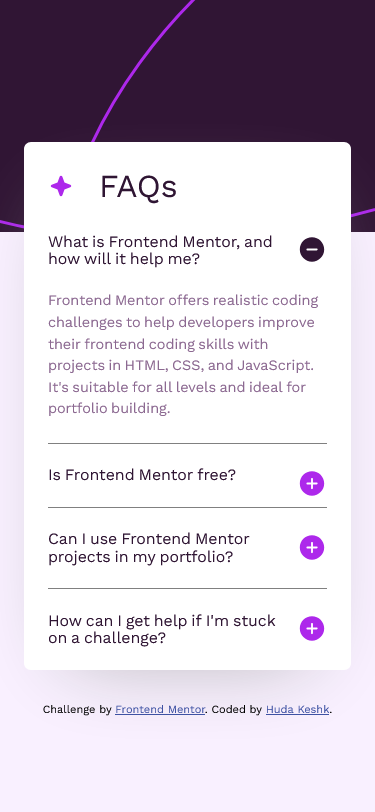 FAQs
What is Frontend Mentor, and
how will it help me?
Frontend Mentor offers realistic coding
challenges to help developers improve
their frontend coding skills with
projects in HTML, CSS, and JavaScript.
It's suitable for all levels and ideal for
portfolio building.
Is Frontend Mentor free?
Can I use Frontend Mentor
projects in my portfolio?
How can I get help if I'm stuck
on a challenge?
Challenge by Frontend Mentor. Coded by Huda Keshk.